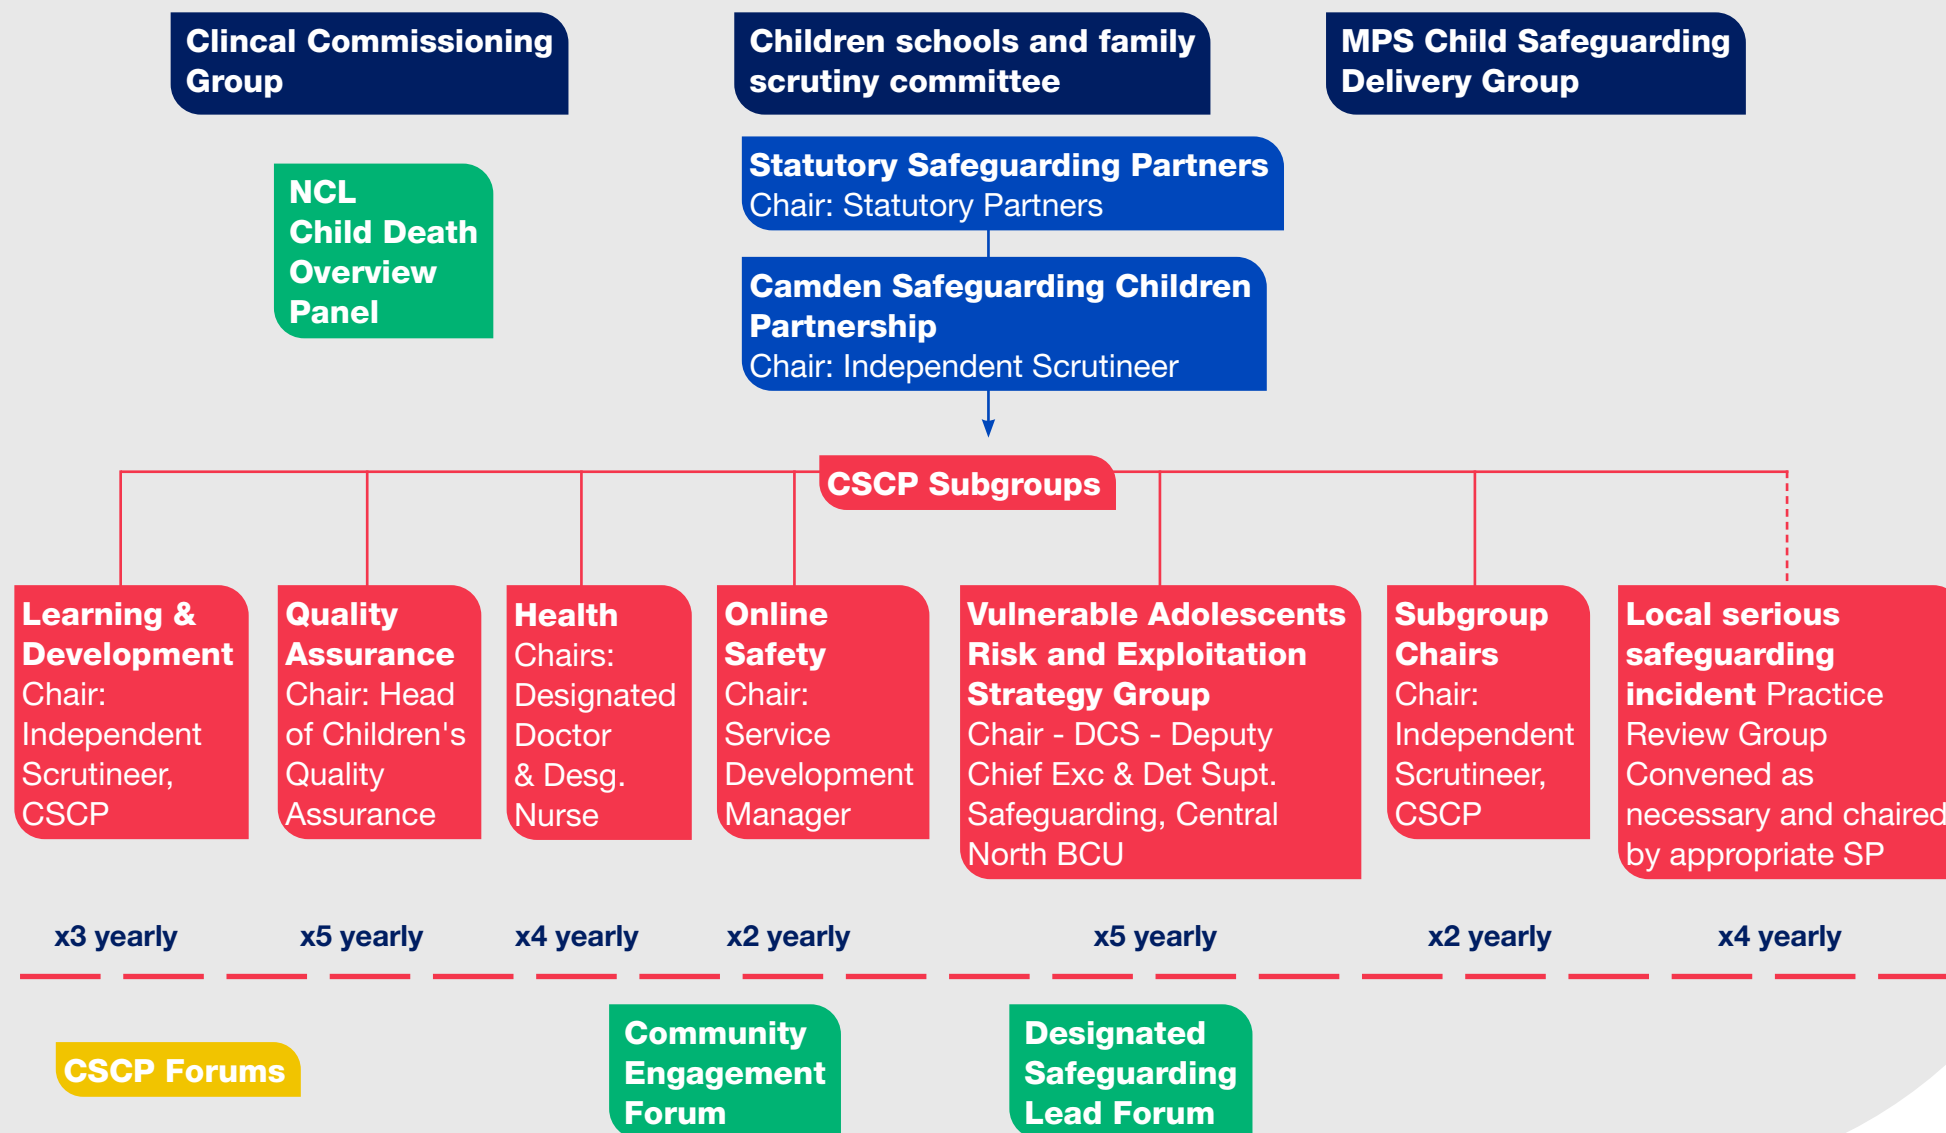 Clincal Commissioning
Group
Children schools and family
scrutiny committee
MPS Child Safeguarding
Delivery Group
NCL
Child Death
Overview
Panel
Statutory Safeguarding Partners
Chair: Statutory Partners
Camden Safeguarding Children
Partnership
Chair: Independent Scrutineer
CSCP Subgroups
Learning &
Development
Chair:
Independent
Scrutineer,
CSCP
Quality
Assurance
Chair: Head
of Children's
Quality
Assurance
Health
Chairs:
Designated
Doctor
& Desg.
Nurse
Online
Safety
Chair:
Service
Development
Manager
Vulnerable Adolescents
Risk and Exploitation
Strategy Group
Chair - DCS - Deputy
Chief Exc & Det Supt.
Safeguarding, Central
North BCU
Subgroup
Chairs
Chair:
Independent
Scrutineer,
CSCP
Local serious
safeguarding
incident Practice
Review Group
Convened as
necessary and chaired
by appropriate SP
x3 yearly
x5 yearly
x4 yearly
x2 yearly
x5 yearly
x2 yearly
x4 yearly
CSCP Forums
Community
Engagement
Forum
Designated
Safeguarding
Lead Forum